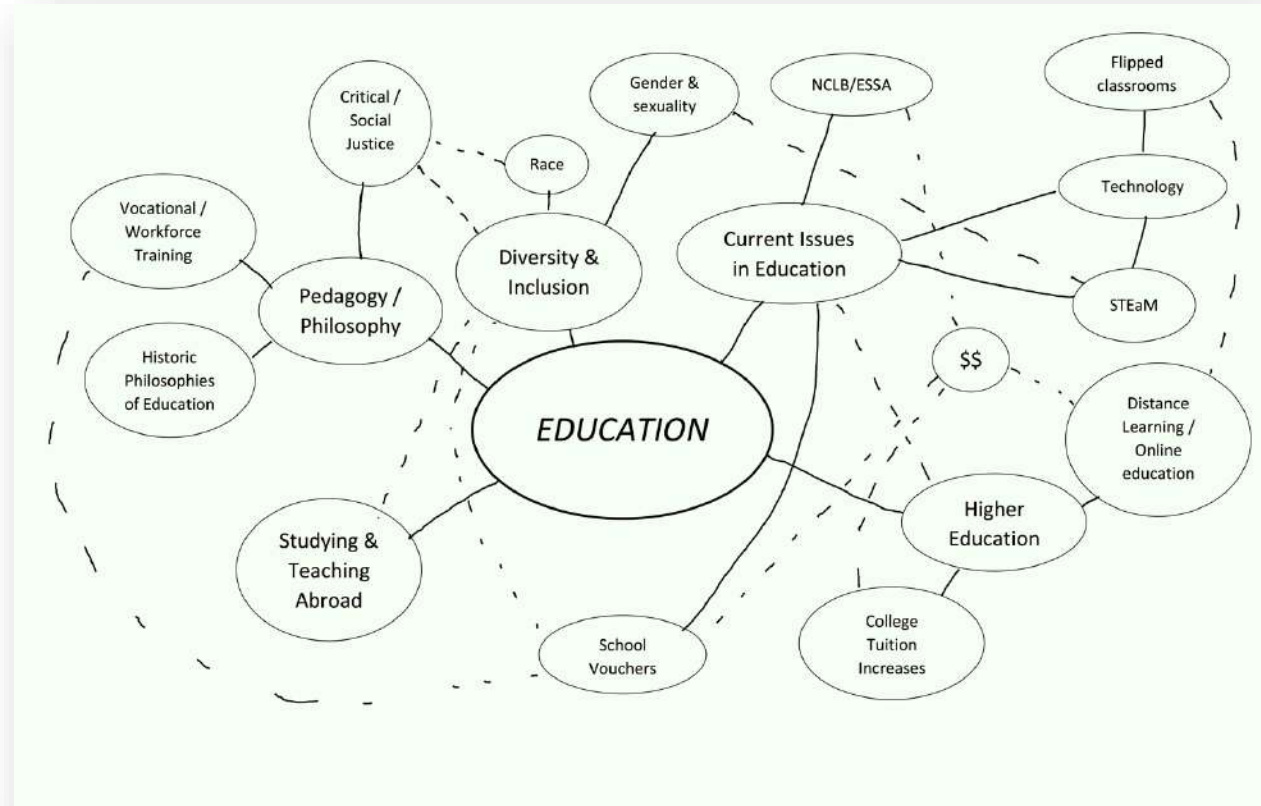 Flipped
classrooms
Gender &
sexuality
NCLB/ESSA
Critical /
Social
Justice
Race
Technology
Vocational /
Workforce
Training
Diversity &
Inclusion
Current Issues
in Education
Pedagogy /
Philosophy
STEaM
Historic
Philosophies
of Education
$$
EDUCATION
Distance
Learning /
Online
education
Higher
Education
Studying &
Teaching
Abroad
School
Vouchers
College
Tuition
Increases